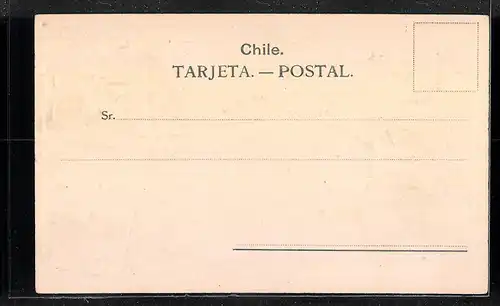 Chile.
TARJETA. — POSTAL.
Sr.